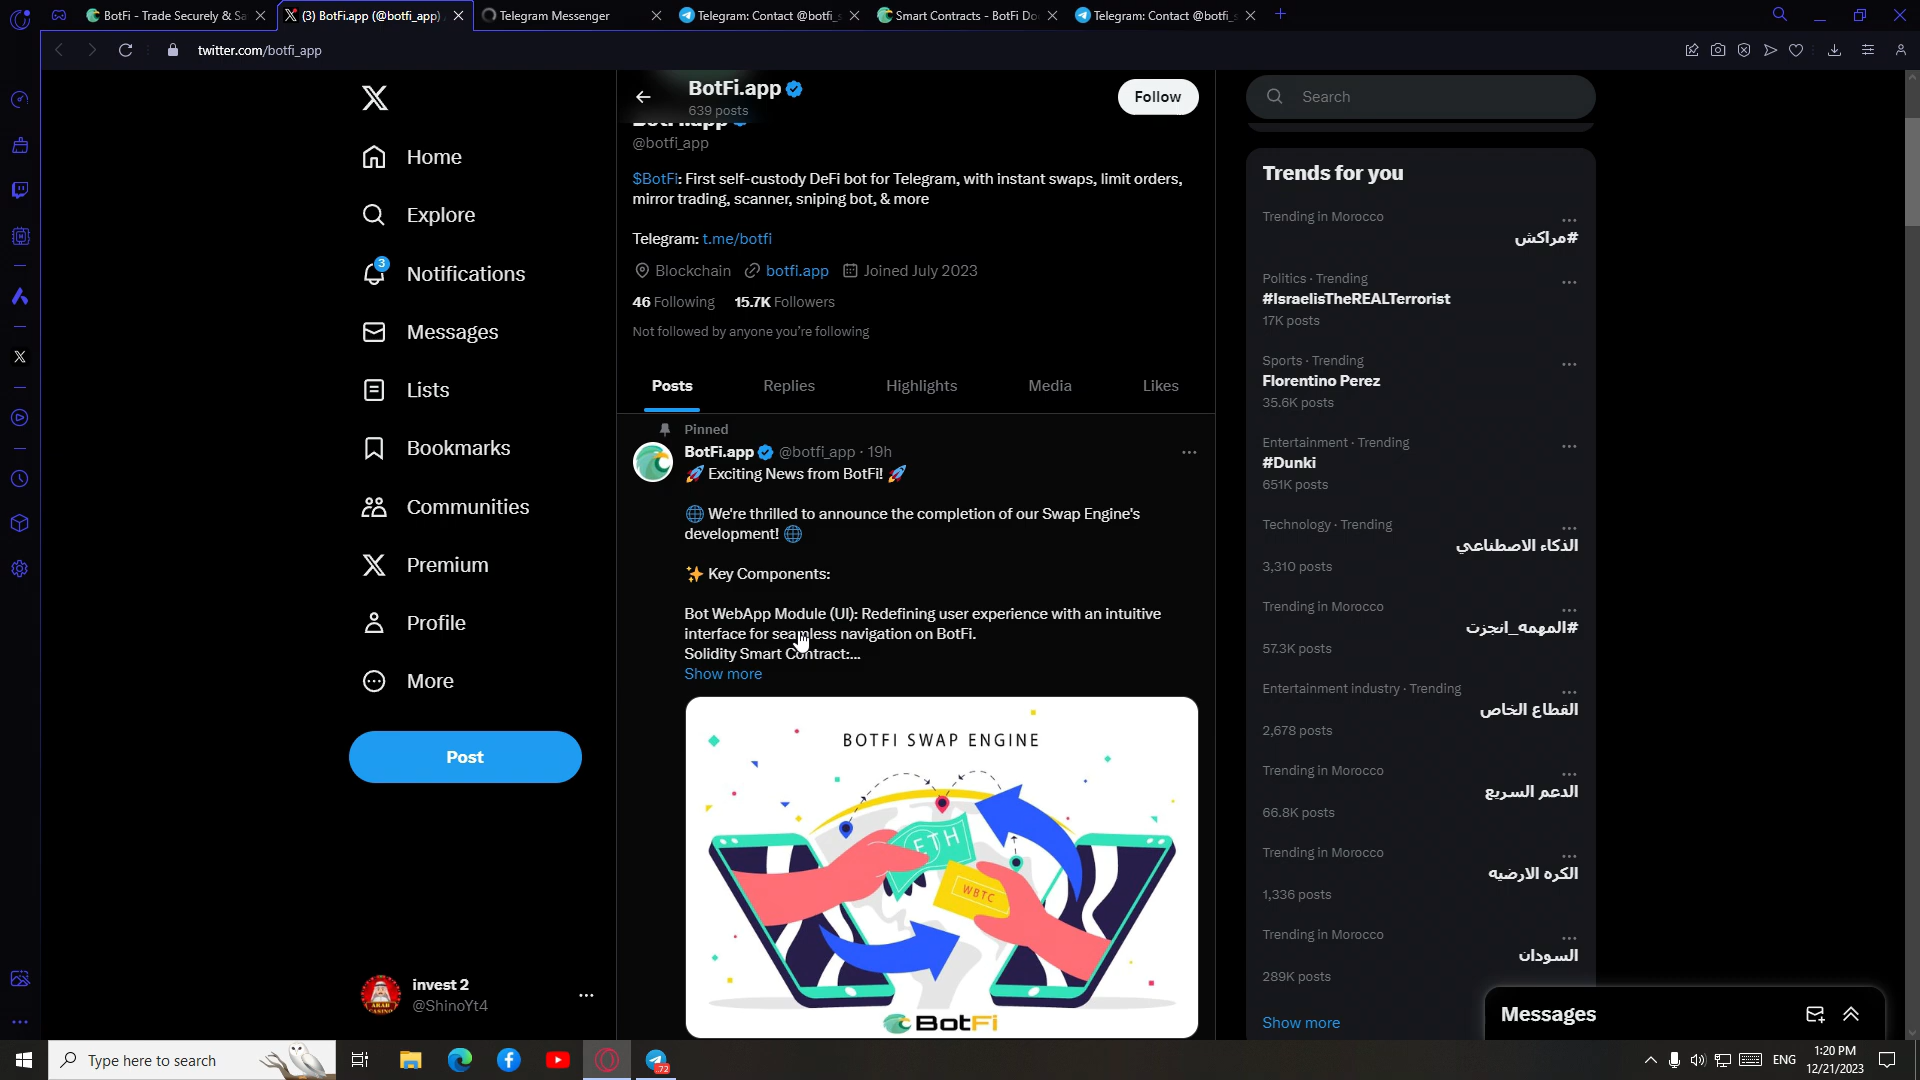 BotFi - Trade Securely & Sa
(3) BotFi.app (@botfi_app)
Telegram Messenger
Telegram: Contact @botfi_s
Smart Contracts - BotFi Do
Telegram: Contact @botfi_s
twitter.com/botfi_app
Home
Explore
3
Notifications
Messages
Lists
Bookmarks
Communities
Premium
Profile
More
Post
invest 2
@ShinoYt4
BotFi.app
639 posts
Follow
BotFi.app
@botfi_app
$BotFi: First self-custody DeFi bot for Telegram, with instant swaps, limit orders,
mirror trading, scanner, sniping bot, & more
Telegram: t.me/botfi
Blockchain botfi.app Joined July 2023
46 Following 15.7K Followers
Not followed by anyone you're following
Posts Replies Highlights Media Likes
Pinned
BotFi.app @botfi_app · 19h
🚀 Exciting News from BotFi! 🚀
🌐 We're thrilled to announce the completion of our Swap Engine's
development! 🌐
✨ Key Components:
Bot WebApp Module (UI): Redefining user experience with an intuitive
interface for seamless navigation on BotFi.
Solidity Smart Contract:...
Show more
BOTFI SWAP ENGINE
ETH
WBTC
BotFi
Search
Trends for you
Trending in Morocco
#مراكش
Politics · Trending
#IsraelisTheREALTerrorist
17K posts
Sports · Trending
Florentino Perez
35.6K posts
Entertainment · Trending
#Dunki
651K posts
Technology · Trending
الذكاء الاصطناعي
3,310 posts
Trending in Morocco
#المهمه_انجزت
57.3K posts
Entertainment industry · Trending
القطاع الخاص
2,678 posts
Trending in Morocco
الدعم السريع
66.8K posts
Trending in Morocco
الكره الارضيه
1,336 posts
Trending in Morocco
السودان
289K posts
Show more
Messages
Type here to search
72
ENG
1:20 PM
12/21/2023